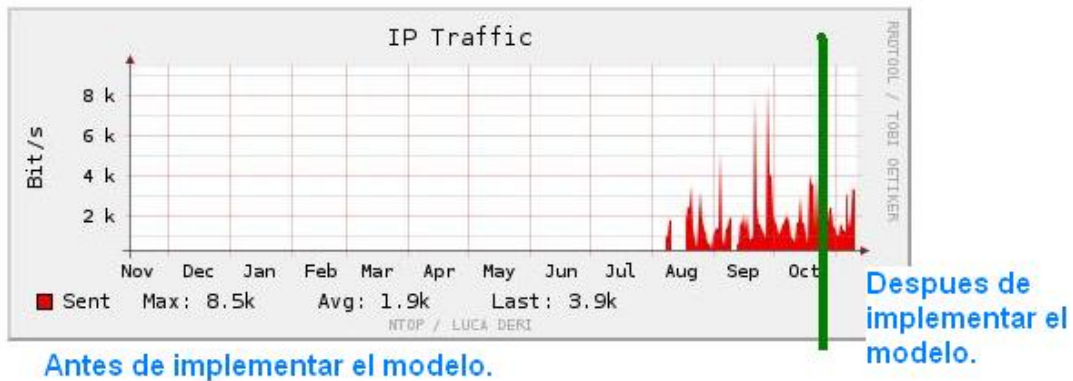 IP Traffic
RRDTOOL / TOBI OETIKER
Bit/s
8 k
6 k
4 k
2 k
Nov Dec Jan Feb Mar Apr May Jun Jul Aug Sep Oct
Sent Max: 8.5k Avg: 1.9k Last: 3.9k
NTOP / LUCA DERI
Antes de implementar el modelo.
Despues de
implementar el
modelo.